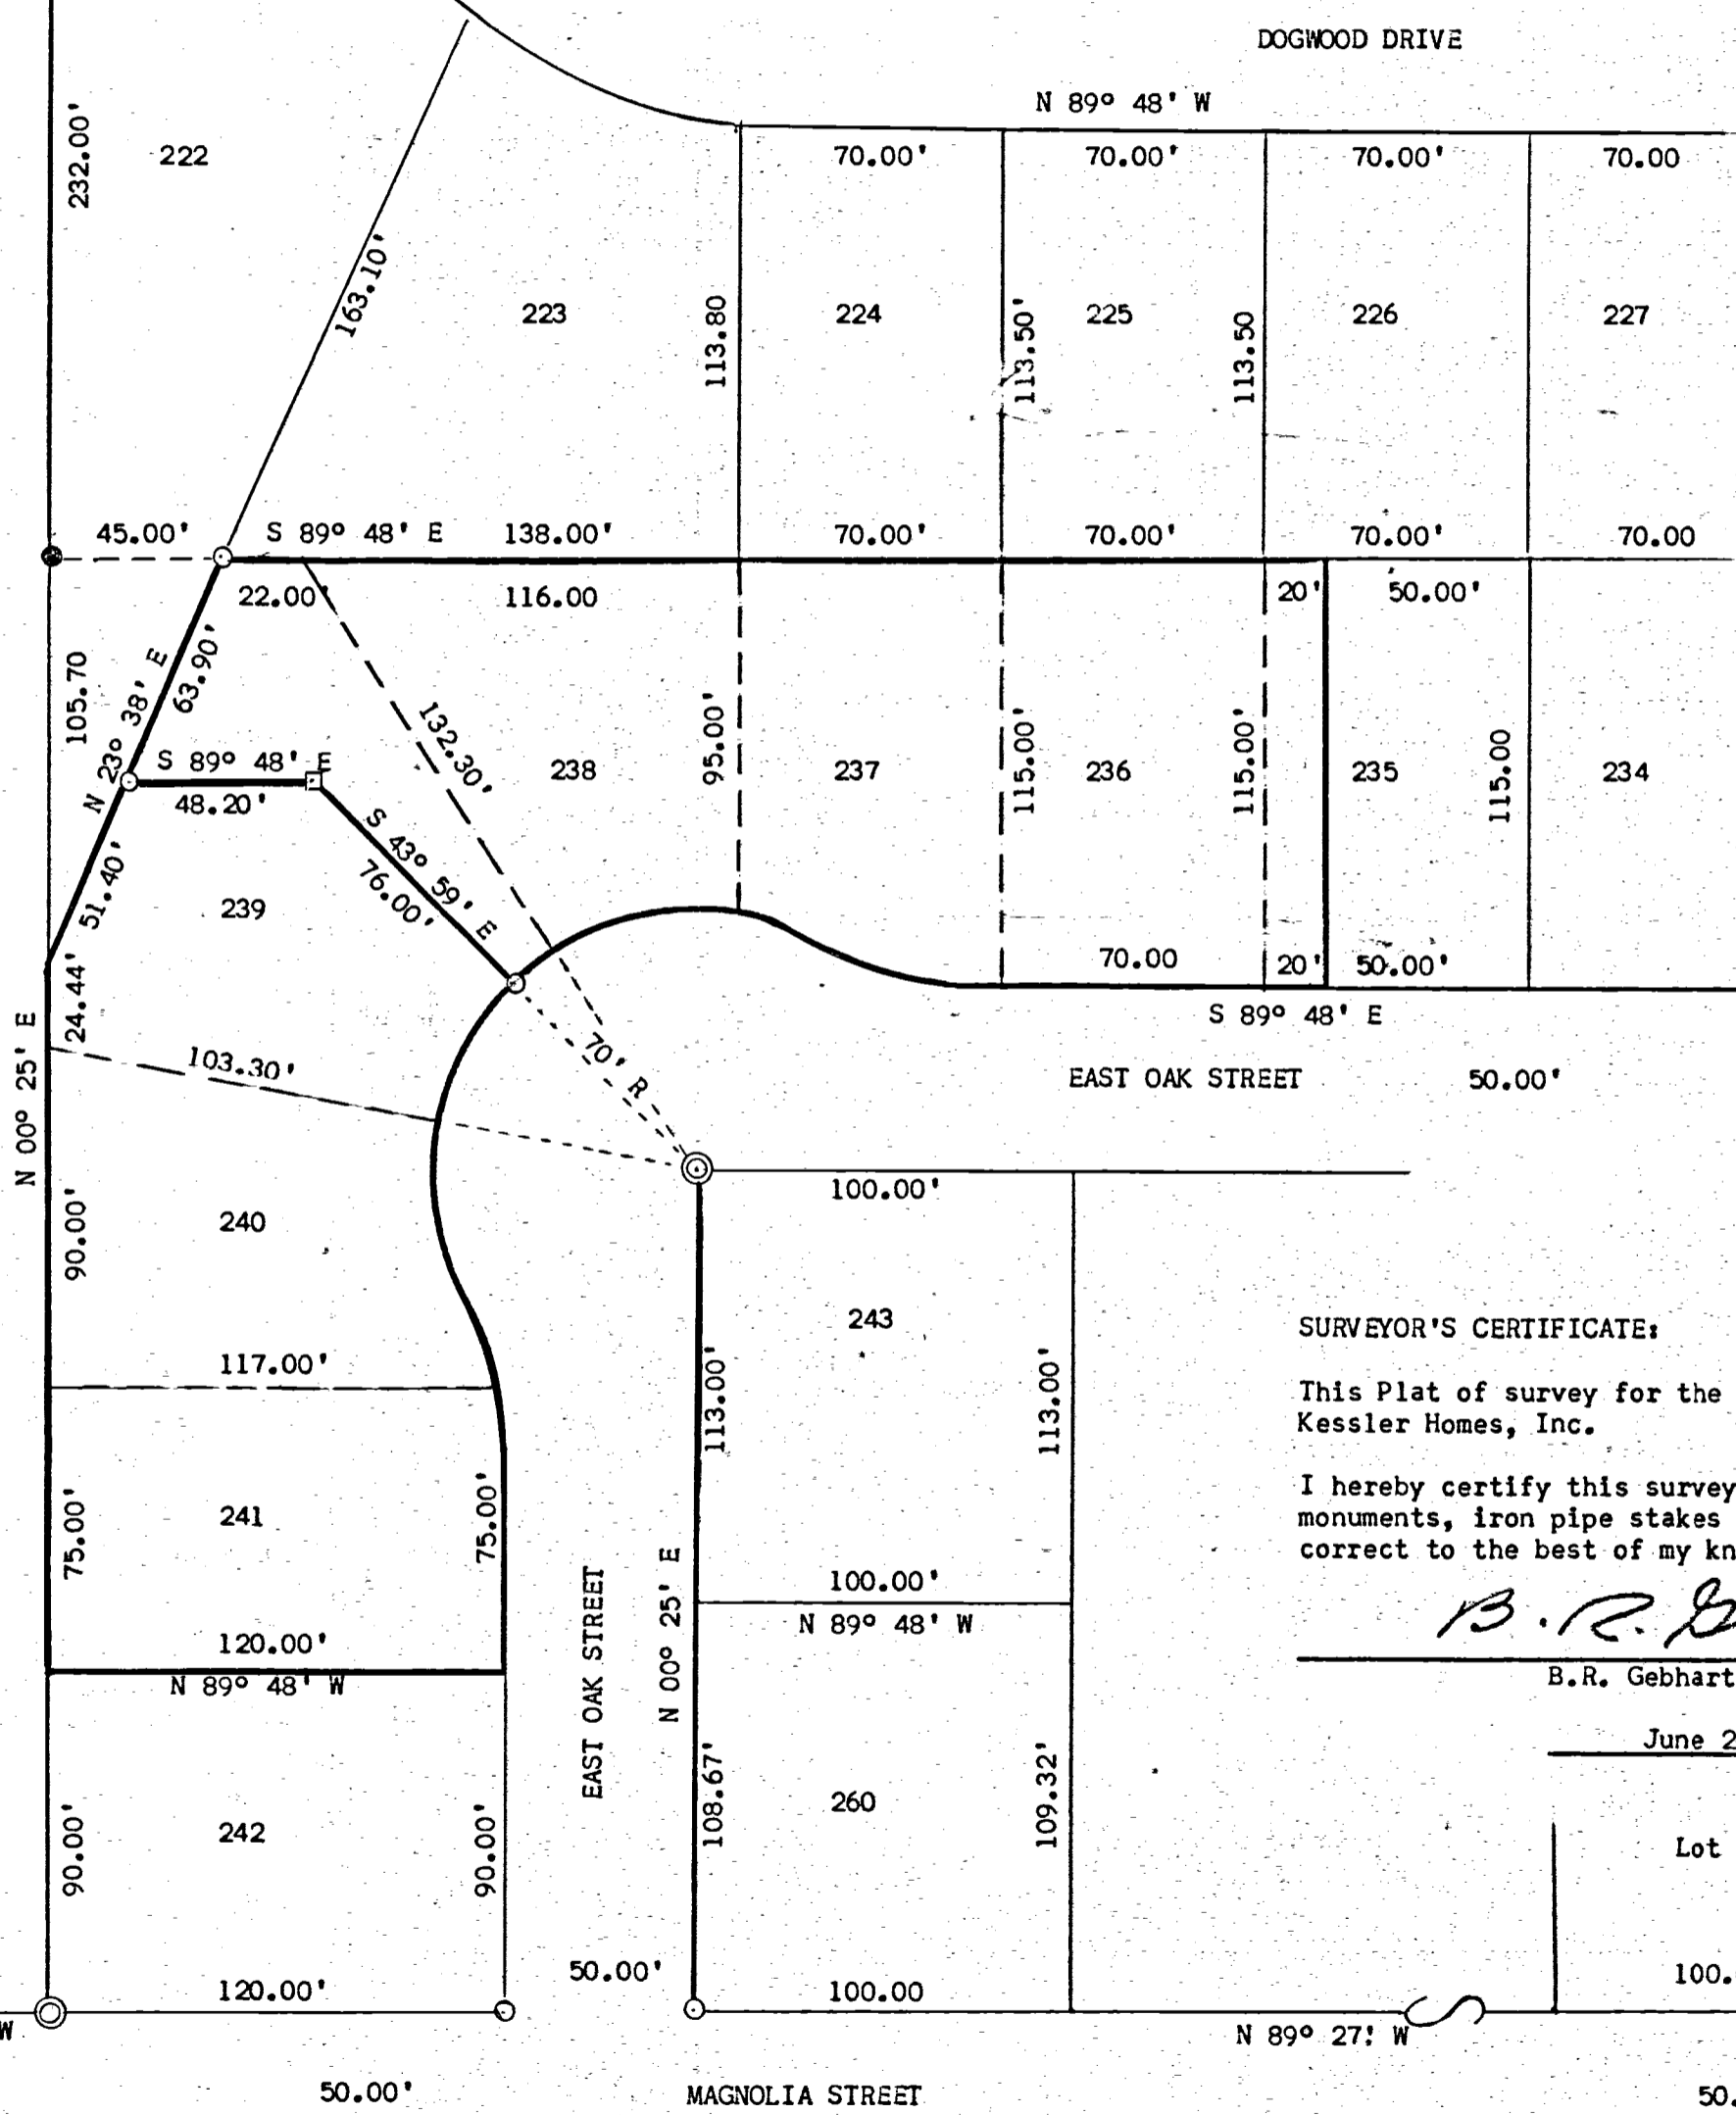 DOGWOOD DRIVE
N 89° 48' W
232.00'
222
70.00'
70.00'
70.00'
70.00
163.10'
223
113.80
224
113.50'
225
113.50
226
227
45.00'
S 89° 48' E
138.00'
70.00'
70.00'
70.00'
70.00
22.00'
116.00
20'
50.00'
105.70
N 23° 38' E
63.90'
132.30'
S 89° 48' E
48.20'
238
95.00'
237
115.00'
236
115.00'
235
115.00
234
S 43° 59' E
76.00'
51.40'
239
24.44'
70.00
20'
50.00'
S 89° 48' E
N 00° 25' E
103.30'
70' R
EAST OAK STREET
50.00'
100.00'
90.00'
240
243
117.00'
113.00'
113.00'
SURVEYOR'S CERTIFICATE:
This Plat of survey for the
Kessler Homes, Inc.
I hereby certify this survey
monuments, iron pipe stakes
correct to the best of my kn
B. R. G
B.R. Gebhart
June 2
75.00'
241
75.00'
EAST OAK STREET
N 00° 25' E
100.00'
N 89° 48' W
120.00'
N 89° 48' W
108.67'
109.32'
260
90.00'
242
90.00'
Lot
100.
120.00'
50.00'
100.00
W
N 89° 27' W
50.00'
MAGNOLIA STREET
50.